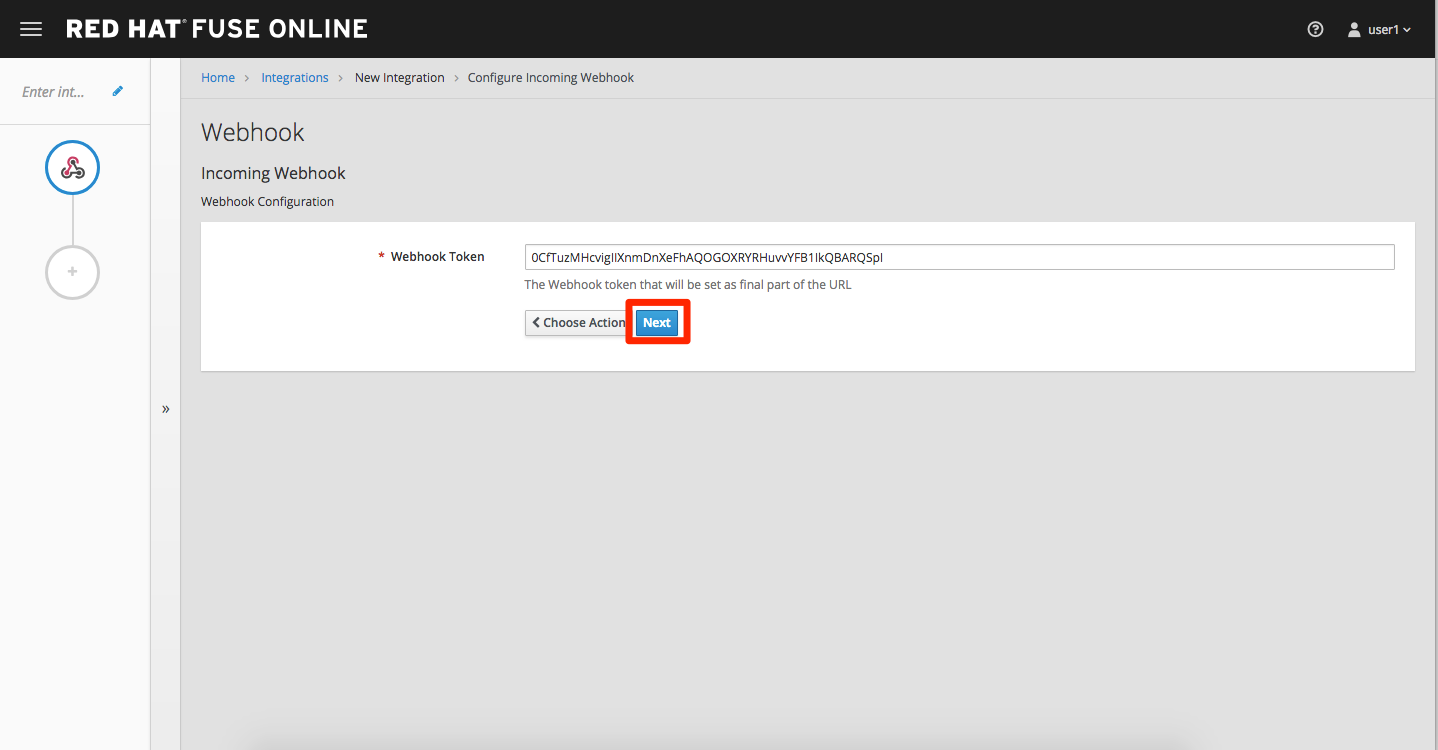 RED HAT® FUSE ONLINE
user1
Enter int...
Home > Integrations > New Integration > Configure Incoming Webhook
Webhook
Incoming Webhook
Webhook Configuration
* Webhook Token
0CfTuzMHcvigIlXnmDnXeFhAQOGOXRYRHuvvYFB1IkQBARQSpI
The Webhook token that will be set as final part of the URL
Choose Action
Next
»